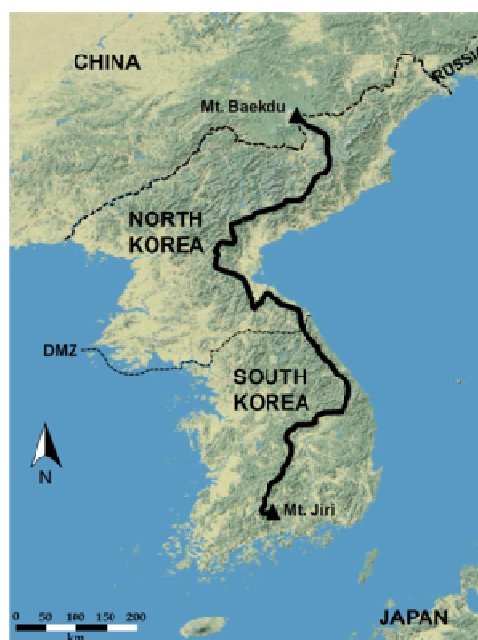 CHINA
RUSSIA
Mt. Baekdu
NORTH
KOREA
DMZ
SOUTH
KOREA
N
Mt. Jiri
0 50 100 150 200
km
JAPAN